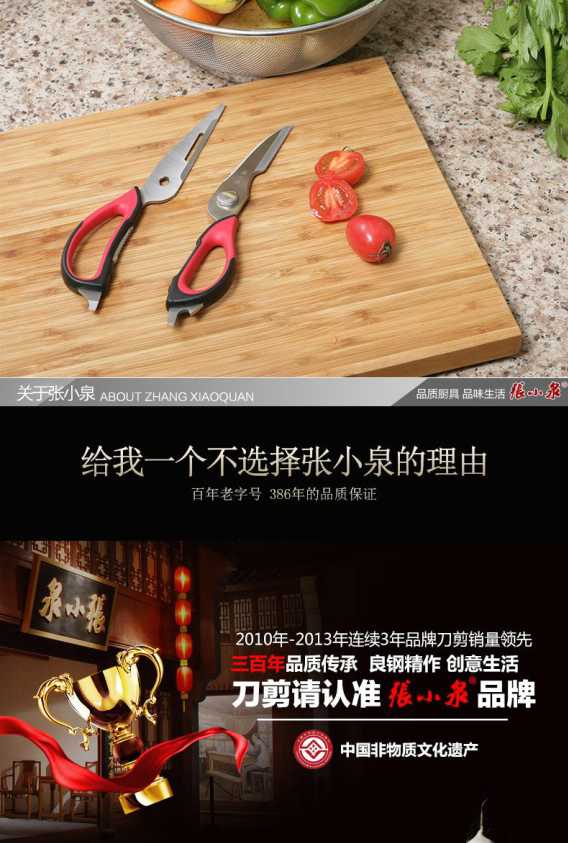 关于张小泉 ABOUT ZHANG XIAOQUAN
品质厨具 品味生活 张小泉®
给我一个不选择张小泉的理由
百年老字号 386年的品质保证
泉小張
2010年-2013年连续3年品牌刀剪销量领先
三百年品质传承 良钢精作 创意生活
刀剪请认准 张小泉® 品牌
中国非物质文化遗产